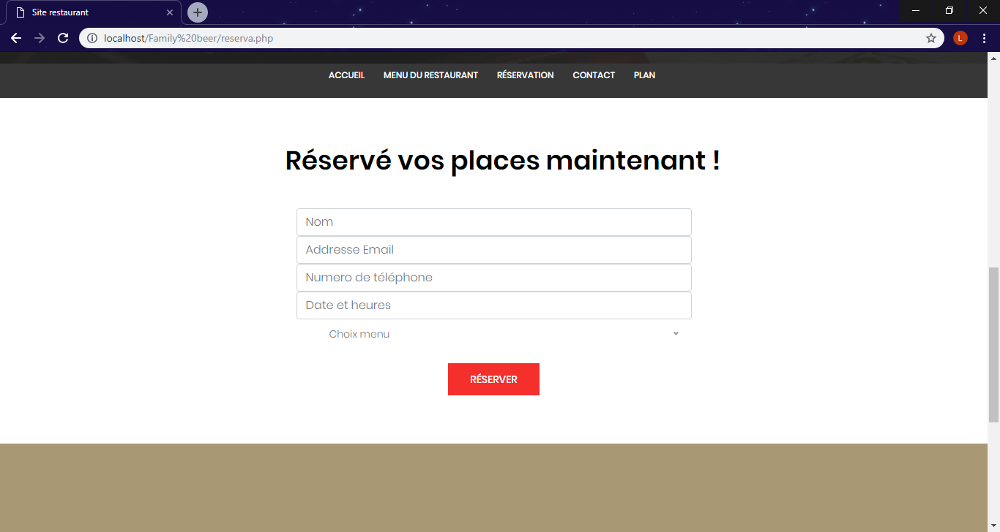 Site restaurant
localhost/Family%20beer/reserva.php
L
ACCUEIL MENU DU RESTAURANT RÉSERVATION CONTACT PLAN
Réservé vos places maintenant !
Nom
Addresse Email
Numero de téléphone
Date et heures
Choix menu
RÉSERVER